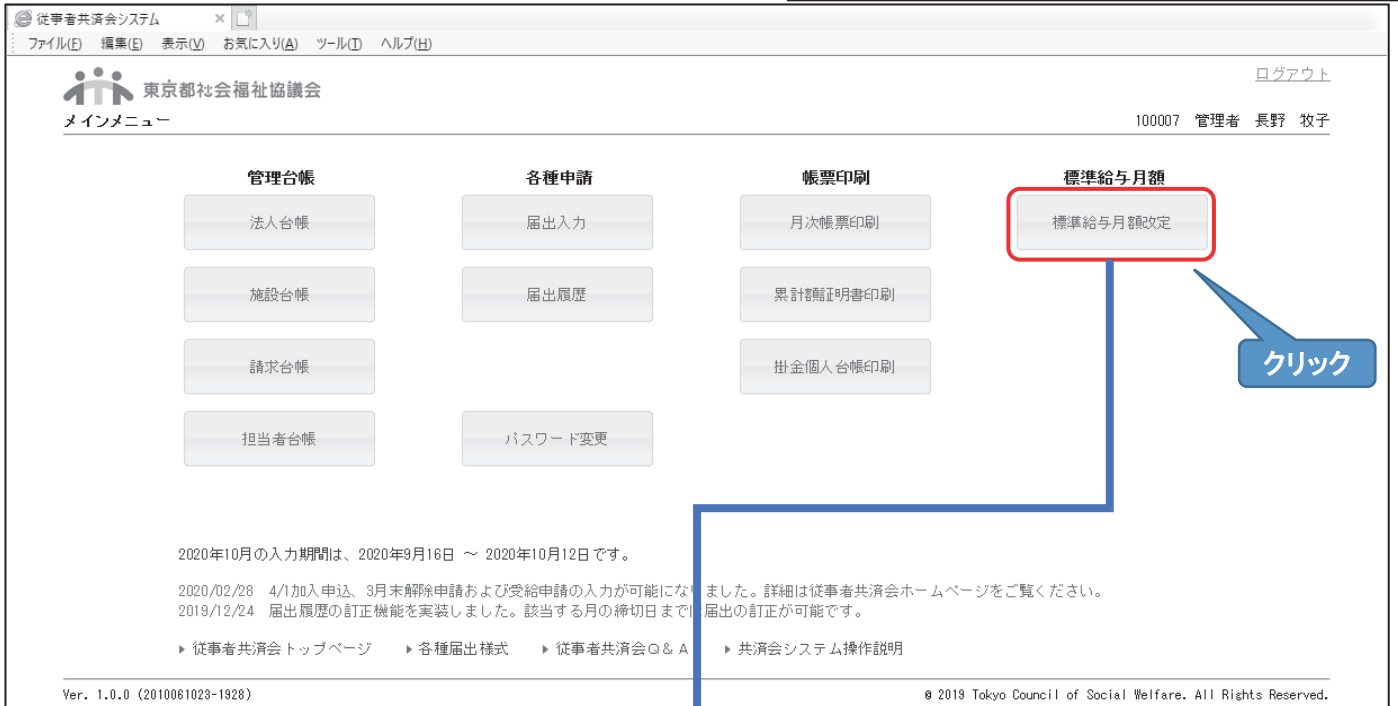 従事者共済会システム
ファイル(F) 編集(E) 表示(V) お気に入り(A) ツール(T) ヘルプ(H)
東京都社会福祉協議会
ログアウト
メインメニュー
100007 管理者 長野 牧子
管理台帳 各種申請 帳票印刷 標準給与月額
法人台帳 届出入力 月次帳票印刷 標準給与月額改定
施設台帳 届出履歴 累計額証明書印刷
クリック
請求台帳 掛金個人台帳印刷
担当者台帳 パスワード変更
2020年10月の入力期間は、2020年9月16日 ～ 2020年10月12日です。
2020/02/28 4/1加入申込、3月末解除申請および受給申請の入力が可能になりました。詳細は従事者共済会ホームページをご覧ください。
2019/12/24 届出履歴の訂正機能を実装しました。該当する月の締切日までは届出の訂正が可能です。
従事者共済会トップページ 各種届出様式 従事者共済会Q&A 共済会システム操作説明
Ver. 1.0.0 (2010061023-1928)
© 2019 Tokyo Council of Social Welfare. All Rights Reserved.